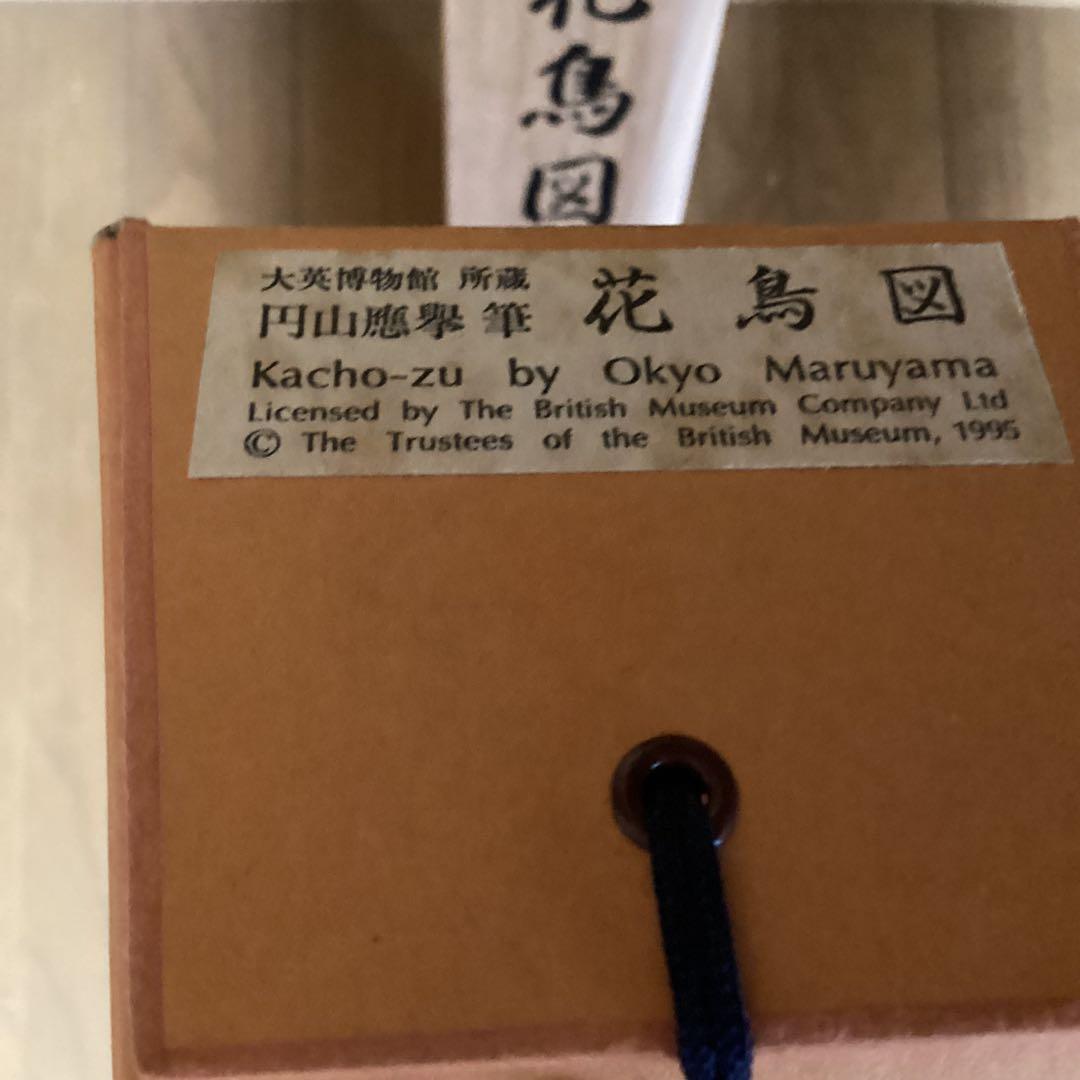 花鳥図
大英博物館 所蔵
円山應擧 筆 花鳥図
Kacho-zu by Okyo Maruyama
Licensed by The British Museum Company Ltd
© The Trustees of the British Museum, 1995